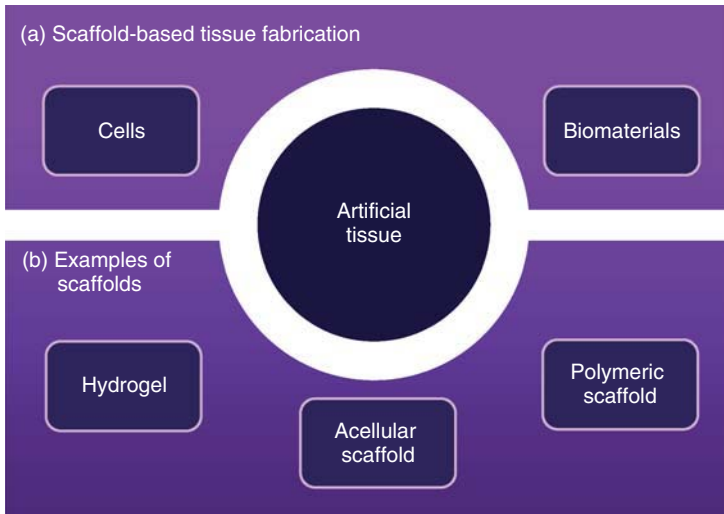 (a) Scaffold-based tissue fabrication
Cells
Biomaterials
Artificial
tissue
(b) Examples of
scaffolds
Hydrogel
Acellular
scaffold
Polymeric
scaffold